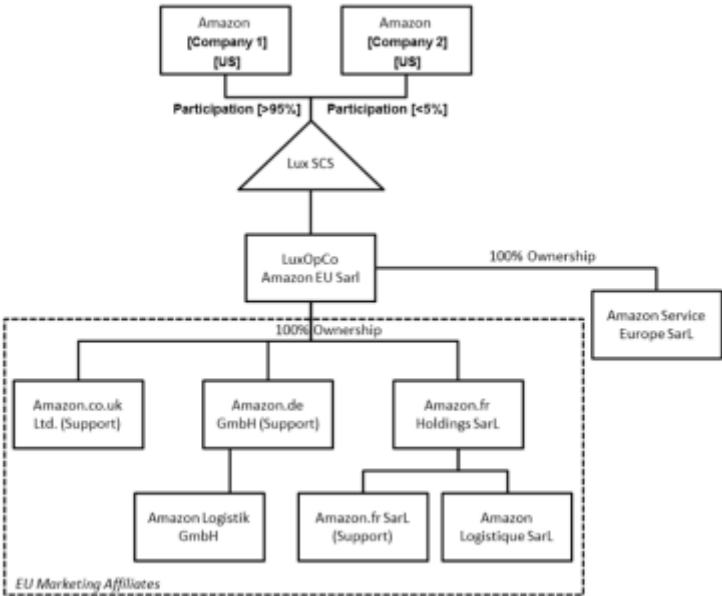 Amazon
[Company 1]
[US]
Amazon
[Company 2]
[US]
Participation [>95%]
Participation [<5%]
Lux SCS
LuxOpCo
Amazon EU Sarl
100% Ownership
Amazon Service
Europe SarL
100% Ownership
Amazon.co.uk
Ltd. (Support)
Amazon.de
GmbH (Support)
Amazon.fr
Holdings SarL
Amazon Logistik
GmbH
Amazon.fr SarL
(Support)
Amazon
Logistique SarL
EU Marketing Affiliates